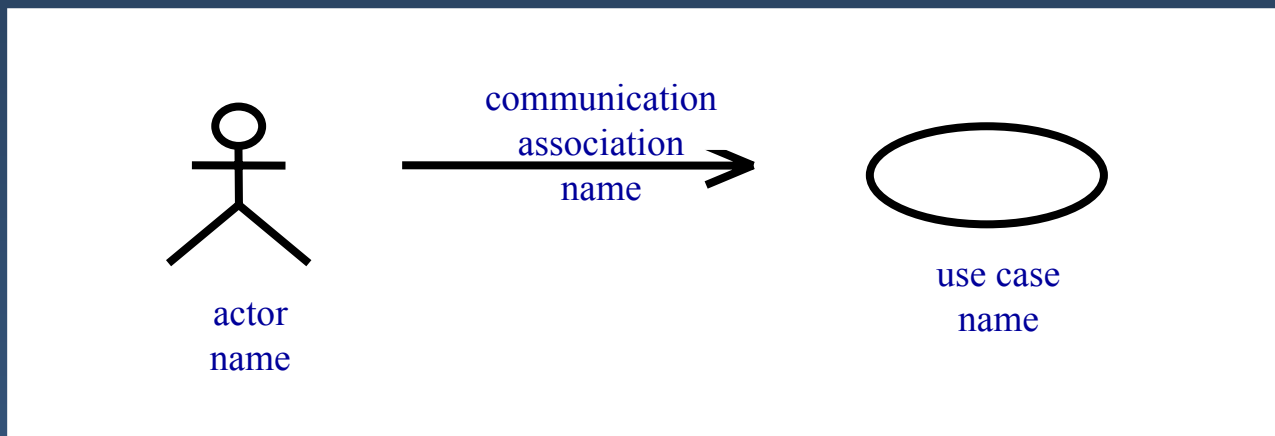 communication
association
name
actor
name
use case
name